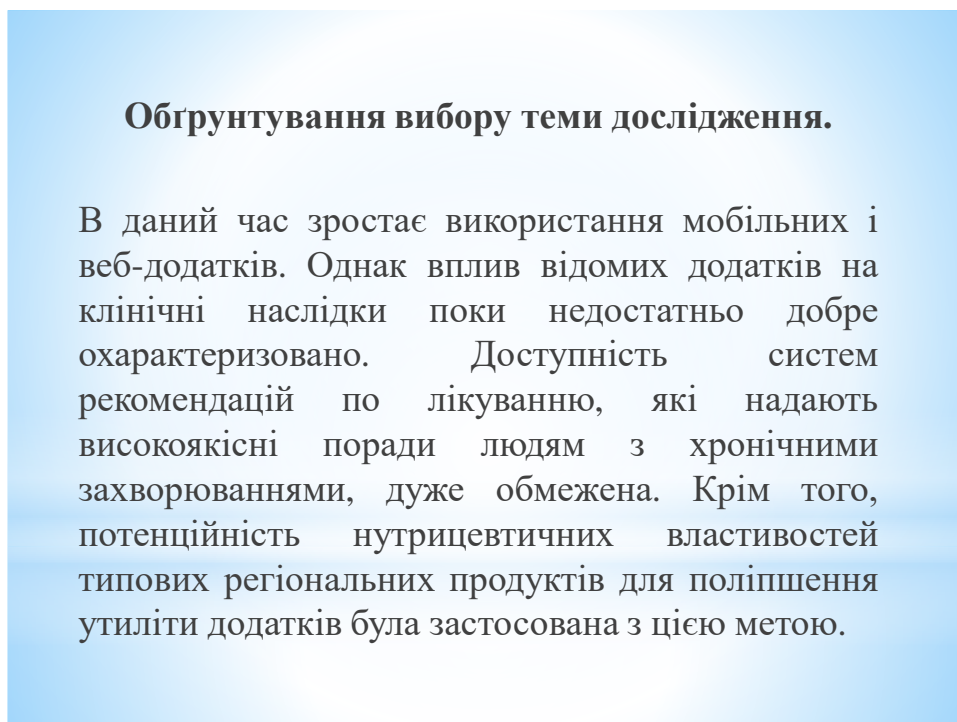 Обґрунтування вибору теми дослідження.
В даний час зростає використання мобільних і
веб-додатків. Однак вплив відомих додатків на
клінічні наслідки поки недостатньо добре
охарактеризовано. Доступність систем
рекомендацій по лікуванню, які надають
високоякісні поради людям з хронічними
захворюваннями, дуже обмежена. Крім того,
потенційність нутрицевтичних властивостей
типових регіональних продуктів для поліпшення
утиліти додатків була застосована з цією метою.